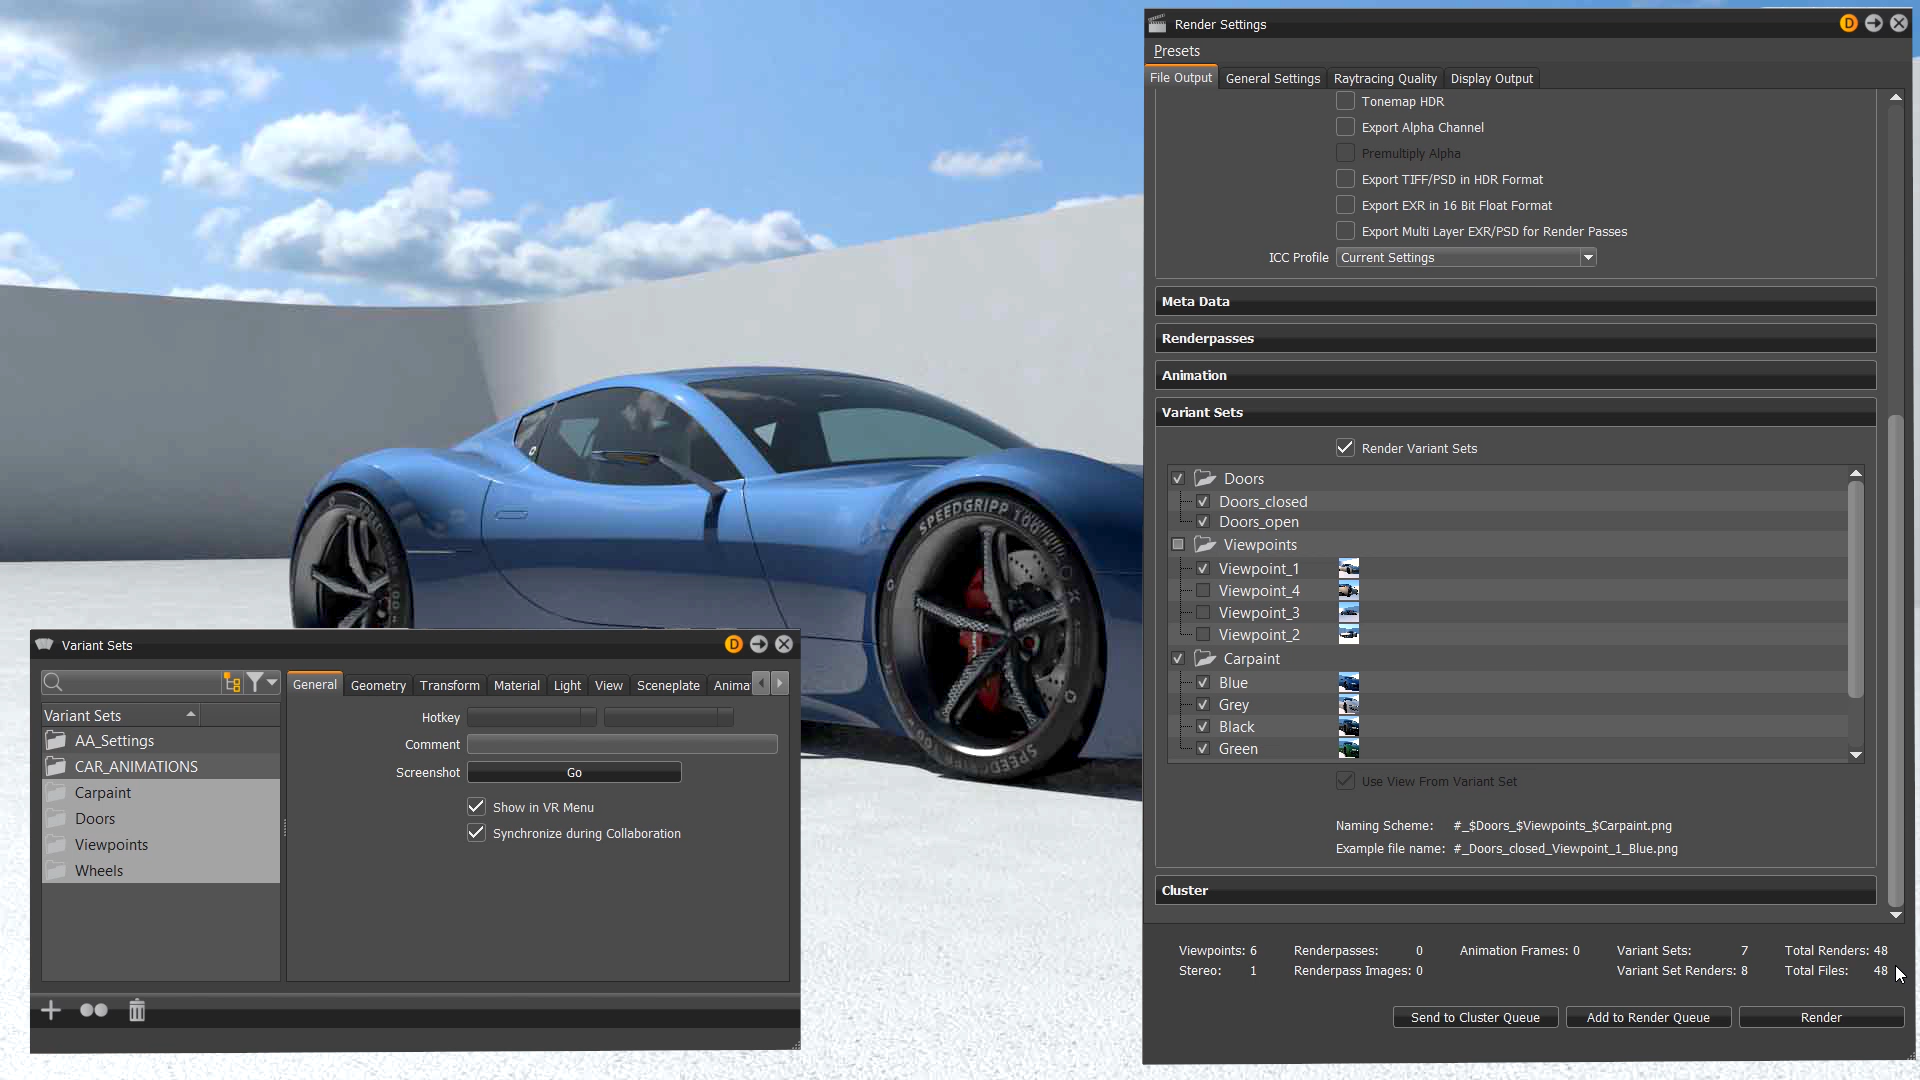 Render Settings
D
Presets
File Output
General Settings
Raytracing Quality
Display Output
Tonemap HDR
Export Alpha Channel
Premultiply Alpha
Export TIFF/PSD in HDR Format
Export EXR in 16 Bit Float Format
Export Multi Layer EXR/PSD for Render Passes
ICC Profile
Current Settings
Meta Data
Renderpasses
Animation
Variant Sets
Render Variant Sets
Doors
Doors_closed
Doors_open
Viewpoints
Viewpoint_1
Viewpoint_4
Viewpoint_3
Viewpoint_2
Carpaint
Blue
Grey
Black
Green
Use View From Variant Set
Naming Scheme: #_$Doors_$Viewpoints_$Carpaint.png
Example file name: #_Doors_closed_Viewpoint_1_Blue.png
Cluster
Viewpoints: 6 Renderpasses: 0 Animation Frames: 0 Variant Sets: 7 Total Renders: 48
Stereo: 1 Renderpass Images: 0 Variant Set Renders: 8 Total Files: 48
Send to Cluster Queue
Add to Render Queue
Render
SPEEDGRIPP 100
SPEEDGRIPP
Variant Sets
D
Variant Sets
AA_Settings
CAR_ANIMATIONS
Carpaint
Doors
Viewpoints
Wheels
General
Geometry
Transform
Material
Light
View
Sceneplate
Anima
Hotkey
Comment
Screenshot
Go
Show in VR Menu
Synchronize during Collaboration